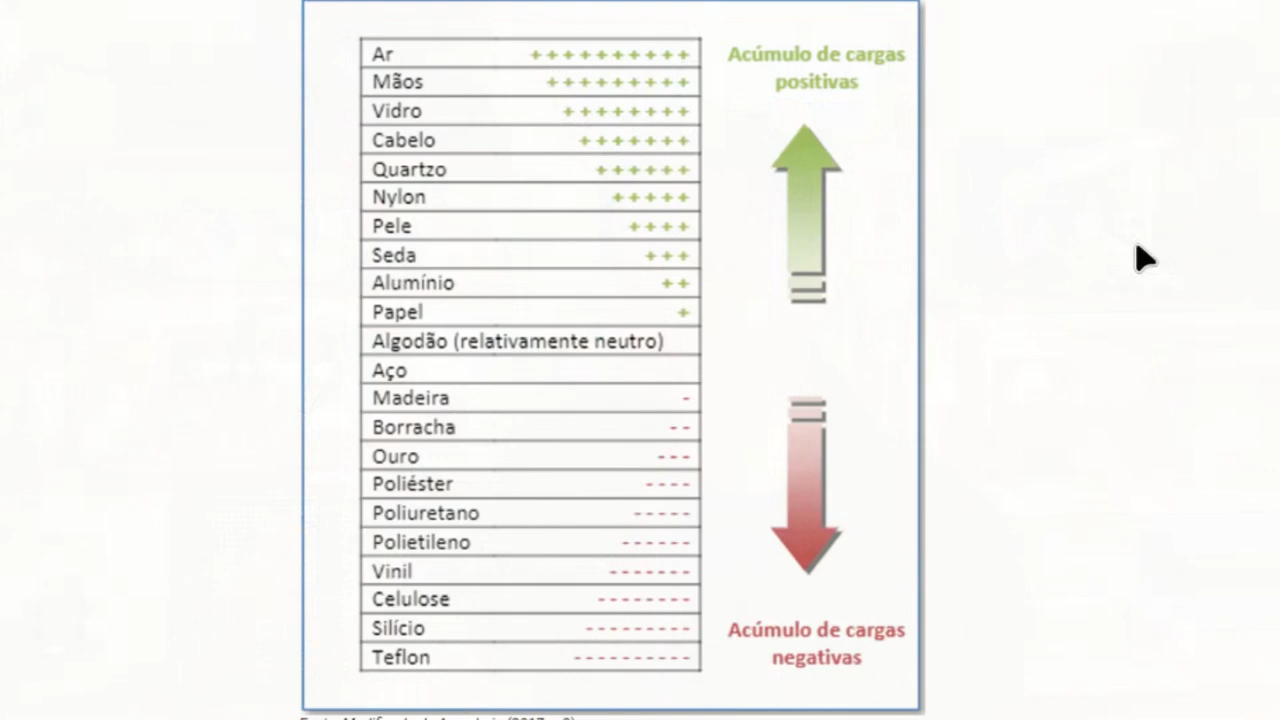 Ar ++++++++++
Mãos +++++++++
Vidro ++++++++
Cabelo +++++++
Quartzo ++++++
Nylon +++++
Pele ++++
Seda +++
Alumínio ++
Papel +
Algodão (relativamente neutro)
Aço
Madeira -
Borracha --
Ouro ---
Poliéster ----
Poliuretano -----
Polietileno ------
Vinil -------
Celulose --------
Silício ---------
Teflon ----------
Acúmulo de cargas
positivas
Acúmulo de cargas
negativas